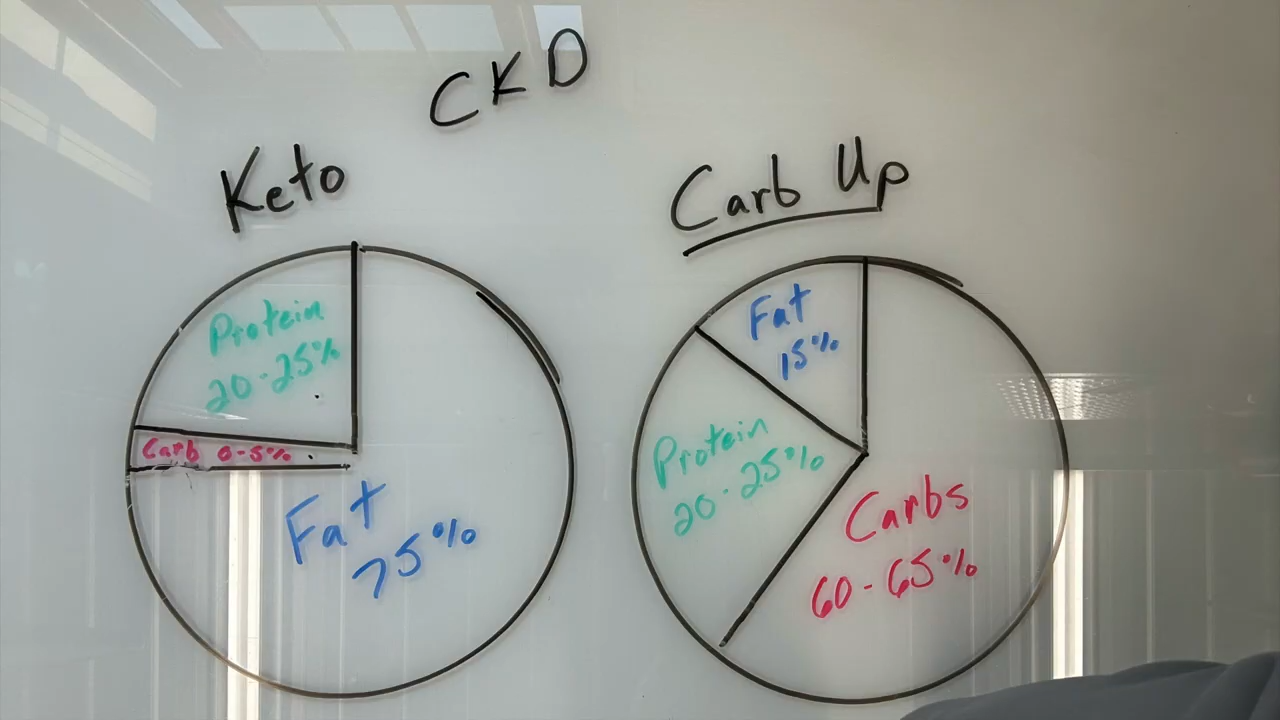 CKD
Keto
Protein
20-25%
Carb 0-5%
Fat
75%
Carb Up
Fat
15%
Protein
20-25%
Carbs
60-65%